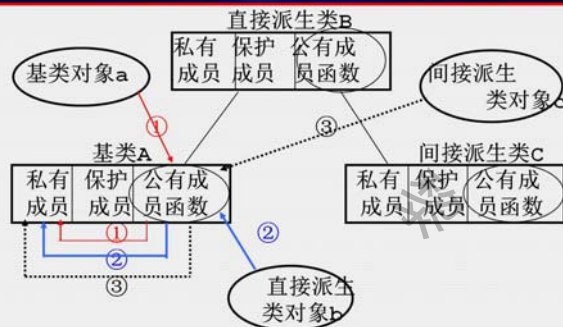 直接派生类B
私有 保护 公有成
成员 成员 员函数
基类对象a
间接派生
类对象c
①
③
基类A
间接派生类C
私有 保护 公有成
成员 成员 员函数
私有 保护 公有成
成员 成员 员函数
①
②
②
③
直接派生
类对象b